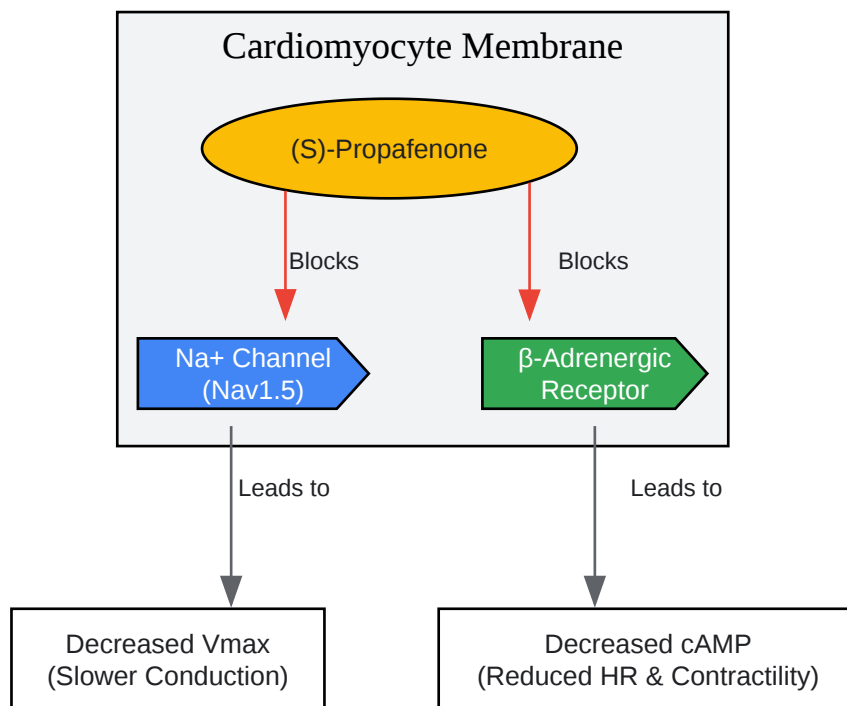 Cardiomyocyte Membrane
(S)-Propafenone
Blocks
Blocks
Na+ Channel
(Nav1.5)
β-Adrenergic
Receptor
Leads to
Leads to
Decreased Vmax
(Slower Conduction)
Decreased cAMP
(Reduced HR & Contractility)